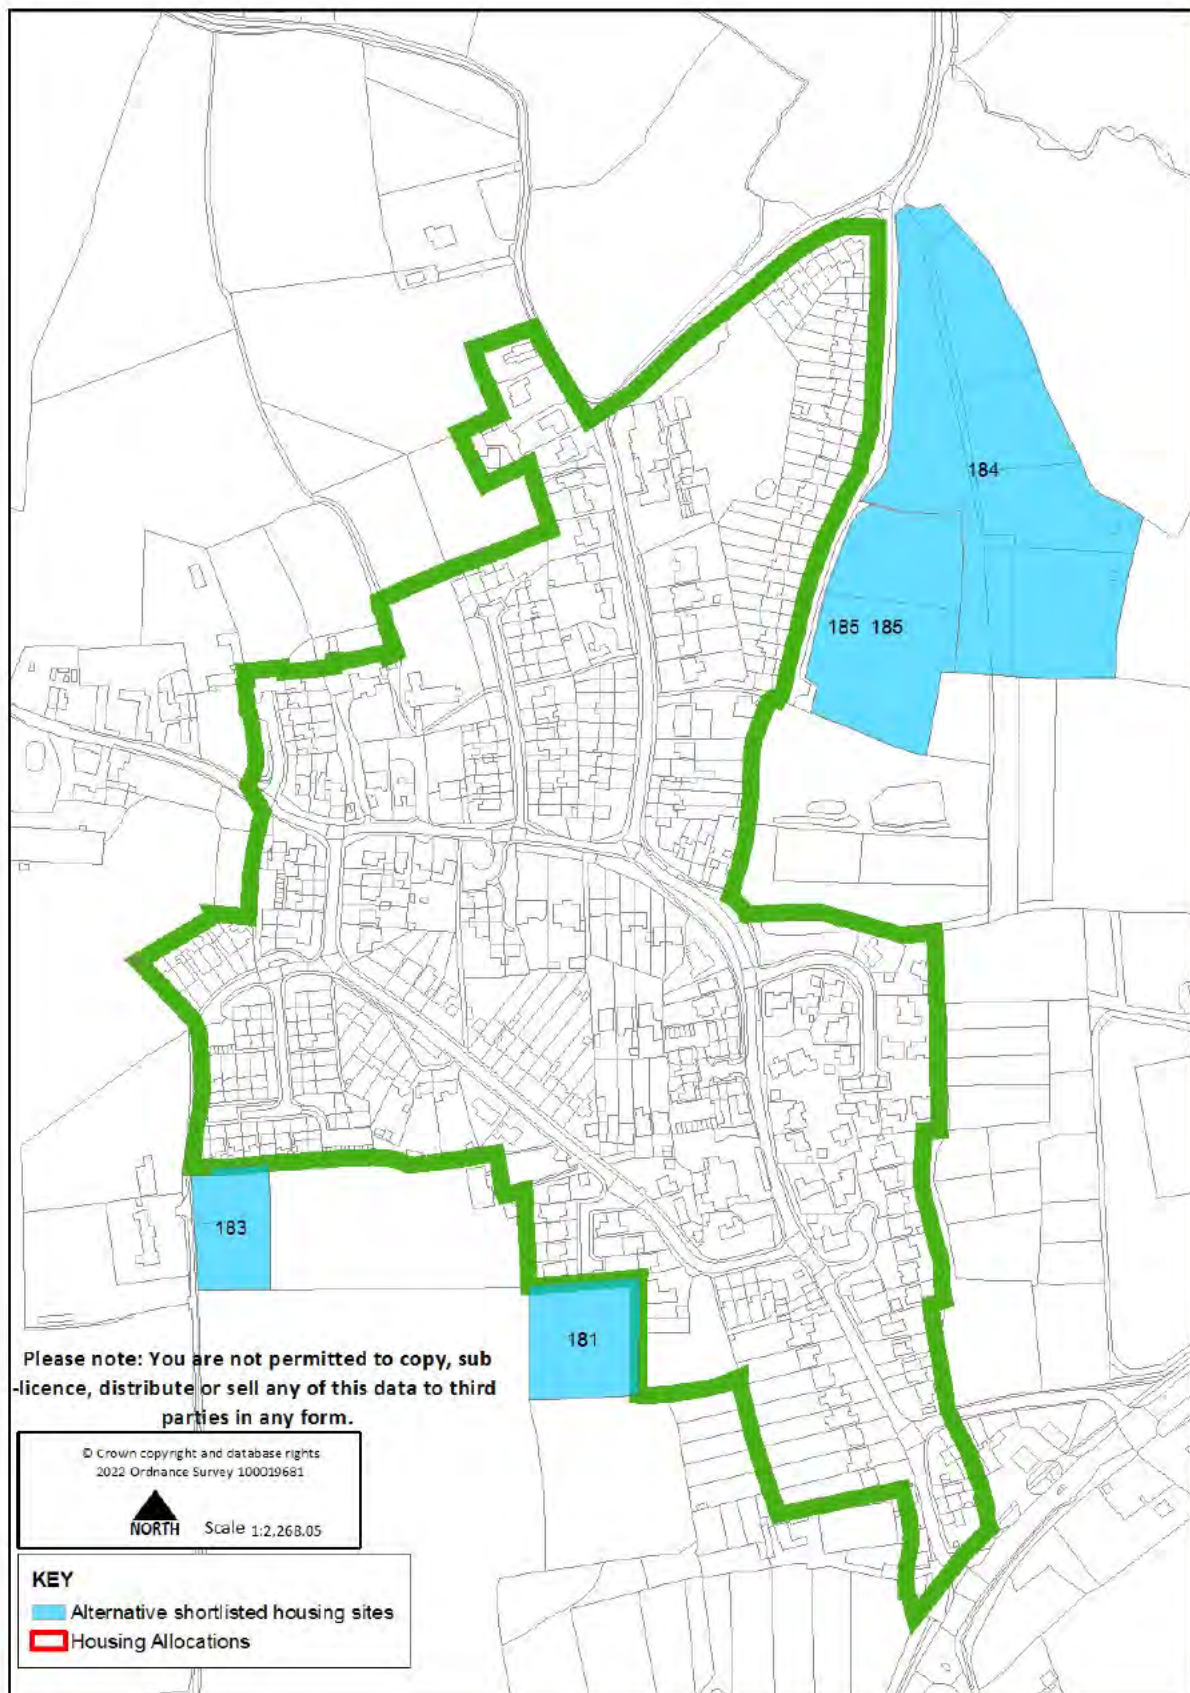 184
185 185
183
181
Please note: You are not permitted to copy, sub
-licence, distribute or sell any of this data to third
parties in any form.
© Crown copyright and database rights
2022 Ordnance Survey 100019681
NORTH Scale 1:2,268.05
KEY
Alternative shortlisted housing sites
Housing Allocations